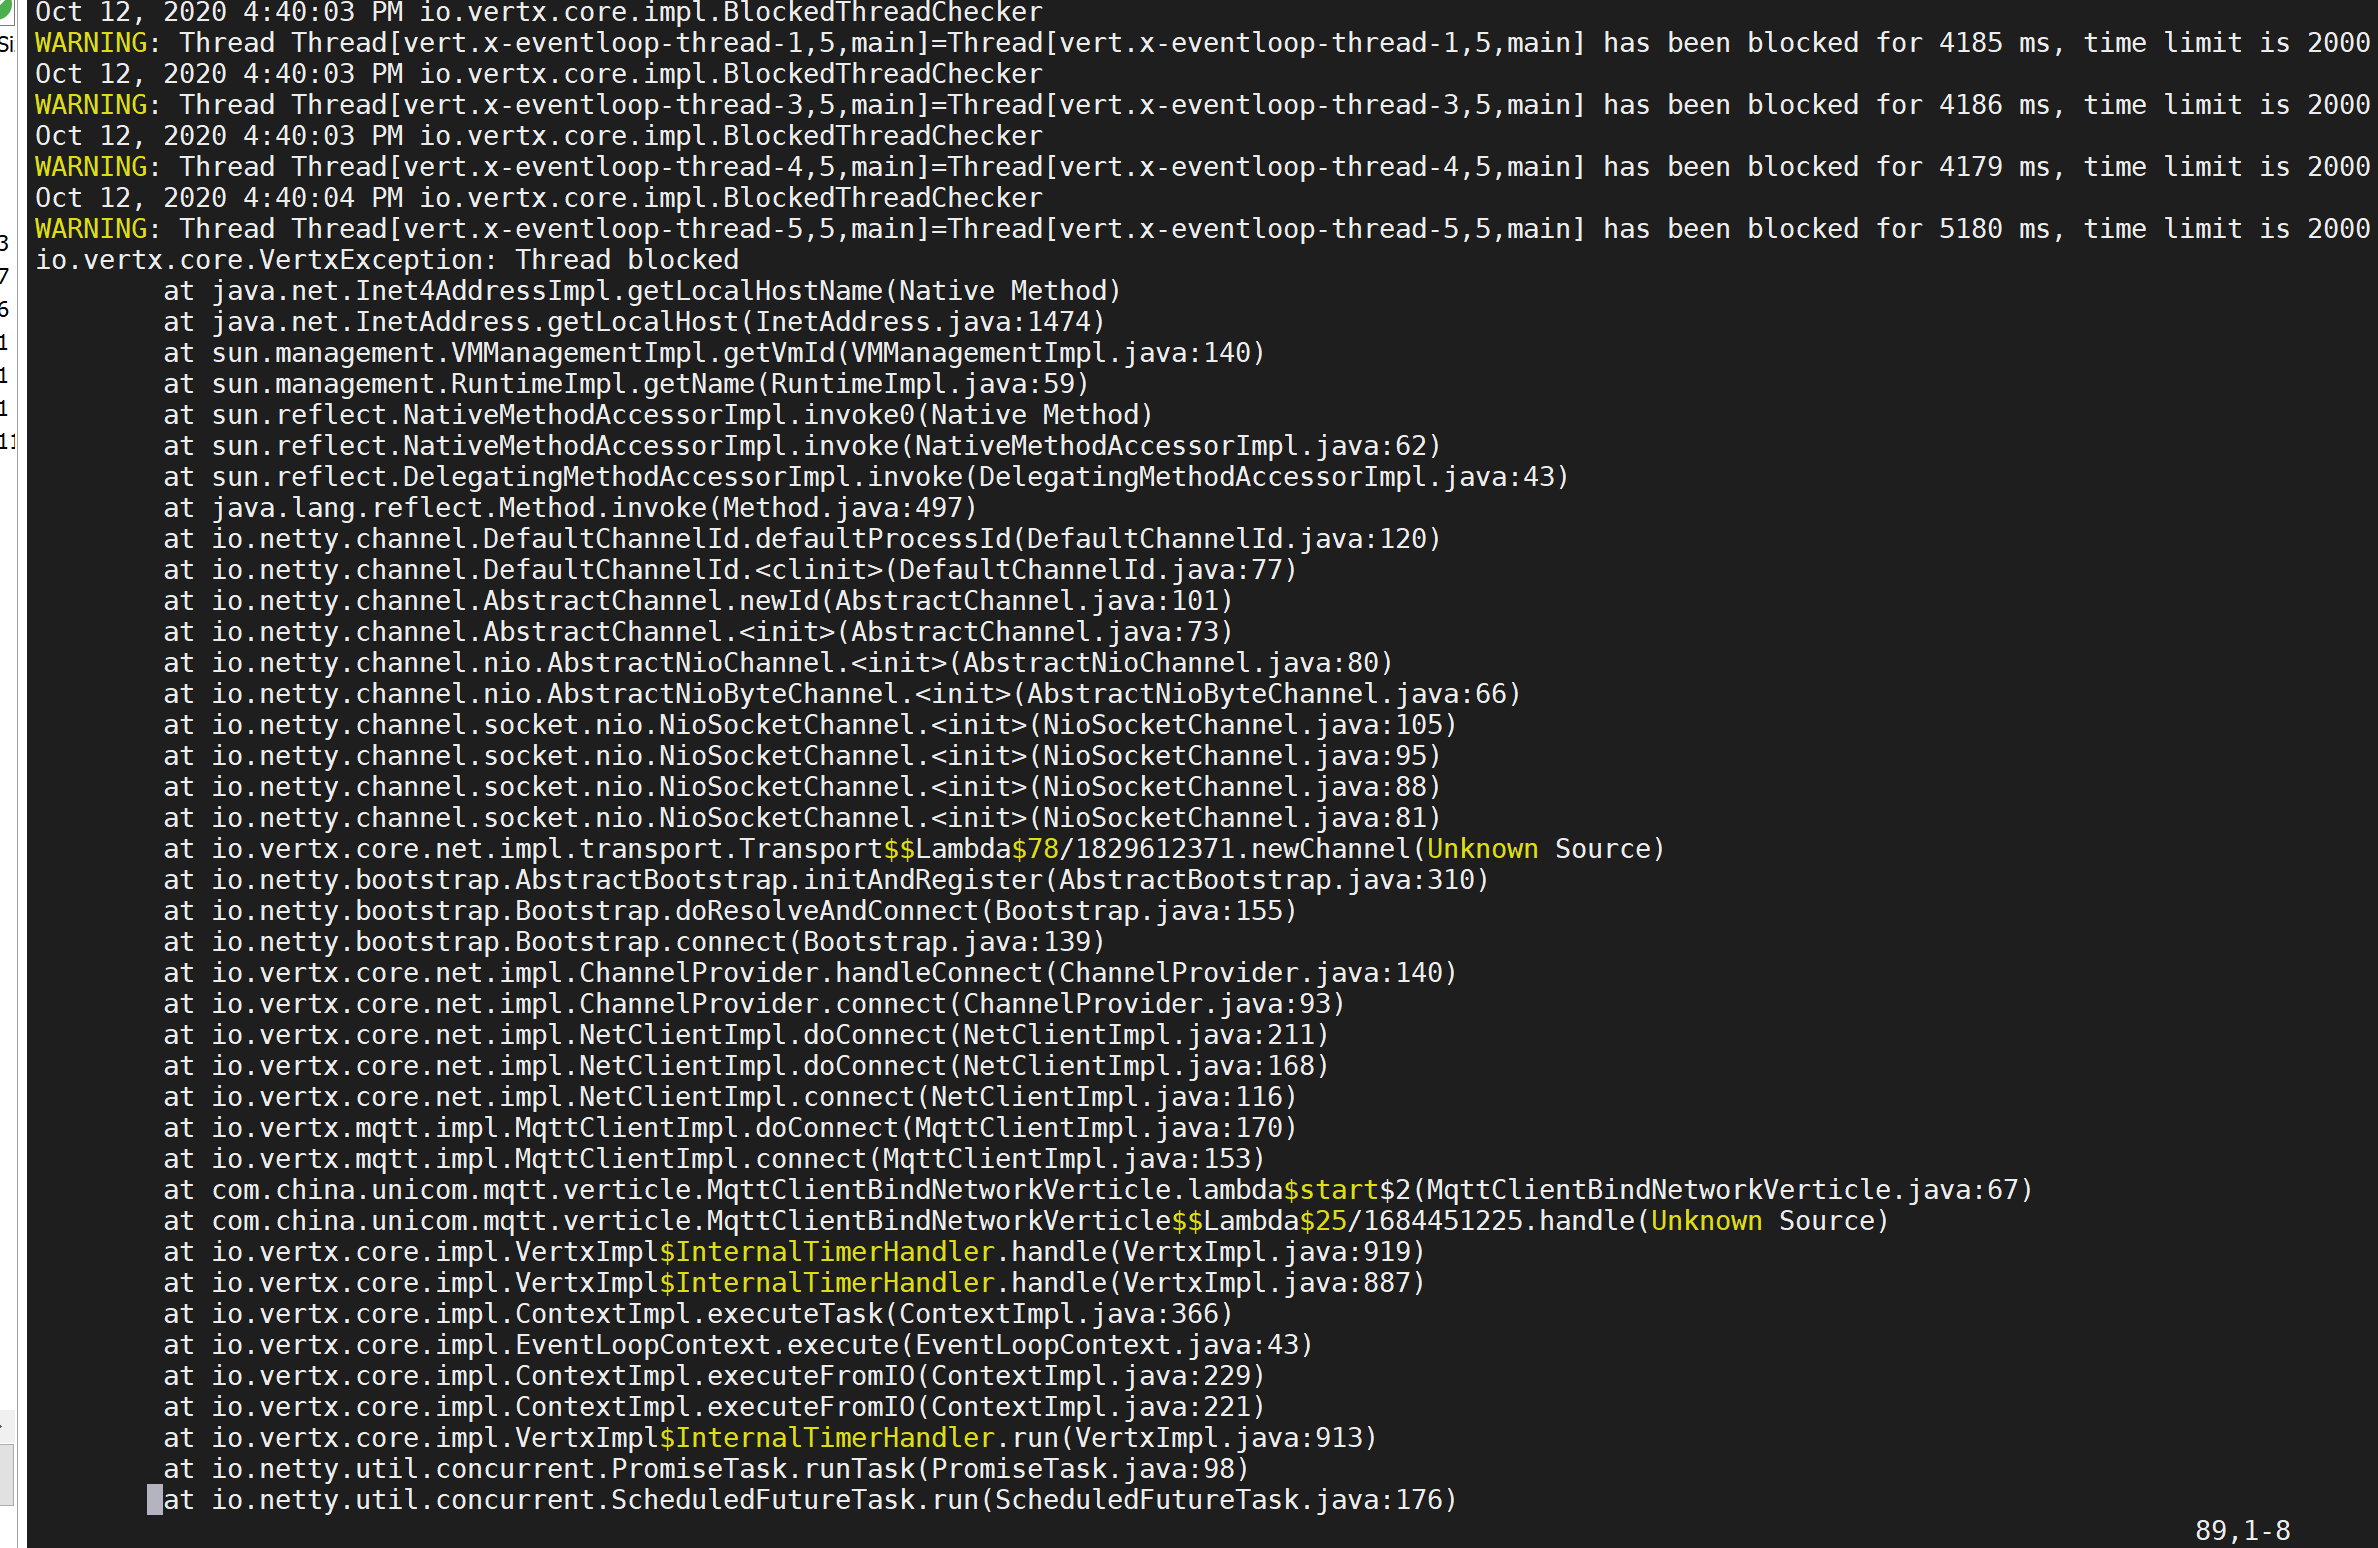 Oct 12, 2020 4:40:03 PM io.vertx.core.impl.BlockedThreadChecker
WARNING: Thread Thread[vert.x-eventloop-thread-1,5,main]=Thread[vert.x-eventloop-thread-1,5,main] has been blocked for 4185 ms, time limit is 2000
Oct 12, 2020 4:40:03 PM io.vertx.core.impl.BlockedThreadChecker
WARNING: Thread Thread[vert.x-eventloop-thread-3,5,main]=Thread[vert.x-eventloop-thread-3,5,main] has been blocked for 4186 ms, time limit is 2000
Oct 12, 2020 4:40:03 PM io.vertx.core.impl.BlockedThreadChecker
WARNING: Thread Thread[vert.x-eventloop-thread-4,5,main]=Thread[vert.x-eventloop-thread-4,5,main] has been blocked for 4179 ms, time limit is 2000
Oct 12, 2020 4:40:04 PM io.vertx.core.impl.BlockedThreadChecker
WARNING: Thread Thread[vert.x-eventloop-thread-5,5,main]=Thread[vert.x-eventloop-thread-5,5,main] has been blocked for 5180 ms, time limit is 2000
io.vertx.core.VertxException: Thread blocked
at java.net.Inet4AddressImpl.getLocalHostName(Native Method)
at java.net.InetAddress.getLocalHost(InetAddress.java:1474)
at sun.management.VMManagementImpl.getVmId(VMManagementImpl.java:140)
at sun.management.RuntimeImpl.getName(RuntimeImpl.java:59)
at sun.reflect.NativeMethodAccessorImpl.invoke0(Native Method)
at sun.reflect.NativeMethodAccessorImpl.invoke(NativeMethodAccessorImpl.java:62)
at sun.reflect.DelegatingMethodAccessorImpl.invoke(DelegatingMethodAccessorImpl.java:43)
at java.lang.reflect.Method.invoke(Method.java:497)
at io.netty.channel.DefaultChannelId.defaultProcessId(DefaultChannelId.java:120)
at io.netty.channel.DefaultChannelId.<clinit>(DefaultChannelId.java:77)
at io.netty.channel.AbstractChannel.newId(AbstractChannel.java:101)
at io.netty.channel.AbstractChannel.<init>(AbstractChannel.java:73)
at io.netty.channel.nio.AbstractNioChannel.<init>(AbstractNioChannel.java:80)
at io.netty.channel.nio.AbstractNioByteChannel.<init>(AbstractNioByteChannel.java:66)
at io.netty.channel.socket.nio.NioSocketChannel.<init>(NioSocketChannel.java:105)
at io.netty.channel.socket.nio.NioSocketChannel.<init>(NioSocketChannel.java:95)
at io.netty.channel.socket.nio.NioSocketChannel.<init>(NioSocketChannel.java:88)
at io.netty.channel.socket.nio.NioSocketChannel.<init>(NioSocketChannel.java:81)
at io.vertx.core.net.impl.transport.Transport$$Lambda$78/1829612371.newChannel(Unknown Source)
at io.netty.bootstrap.AbstractBootstrap.initAndRegister(AbstractBootstrap.java:310)
at io.netty.bootstrap.Bootstrap.doResolveAndConnect(Bootstrap.java:155)
at io.netty.bootstrap.Bootstrap.connect(Bootstrap.java:139)
at io.vertx.core.net.impl.ChannelProvider.handleConnect(ChannelProvider.java:140)
at io.vertx.core.net.impl.ChannelProvider.connect(ChannelProvider.java:93)
at io.vertx.core.net.impl.NetClientImpl.doConnect(NetClientImpl.java:211)
at io.vertx.core.net.impl.NetClientImpl.doConnect(NetClientImpl.java:168)
at io.vertx.core.net.impl.NetClientImpl.connect(NetClientImpl.java:116)
at io.vertx.mqtt.impl.MqttClientImpl.doConnect(MqttClientImpl.java:170)
at io.vertx.mqtt.impl.MqttClientImpl.connect(MqttClientImpl.java:153)
at com.china.unicom.mqtt.verticle.MqttClientBindNetworkVerticle.lambda$start$2(MqttClientBindNetworkVerticle.java:67)
at com.china.unicom.mqtt.verticle.MqttClientBindNetworkVerticle$$Lambda$25/1684451225.handle(Unknown Source)
at io.vertx.core.impl.VertxImpl$InternalTimerHandler.handle(VertxImpl.java:919)
at io.vertx.core.impl.VertxImpl$InternalTimerHandler.handle(VertxImpl.java:887)
at io.vertx.core.impl.ContextImpl.executeTask(ContextImpl.java:366)
at io.vertx.core.impl.EventLoopContext.execute(EventLoopContext.java:43)
at io.vertx.core.impl.ContextImpl.executeFromIO(ContextImpl.java:229)
at io.vertx.core.impl.ContextImpl.executeFromIO(ContextImpl.java:221)
at io.vertx.core.impl.VertxImpl$InternalTimerHandler.run(VertxImpl.java:913)
at io.netty.util.concurrent.PromiseTask.runTask(PromiseTask.java:98)
at io.netty.util.concurrent.ScheduledFutureTask.run(ScheduledFutureTask.java:176)
89,1-8